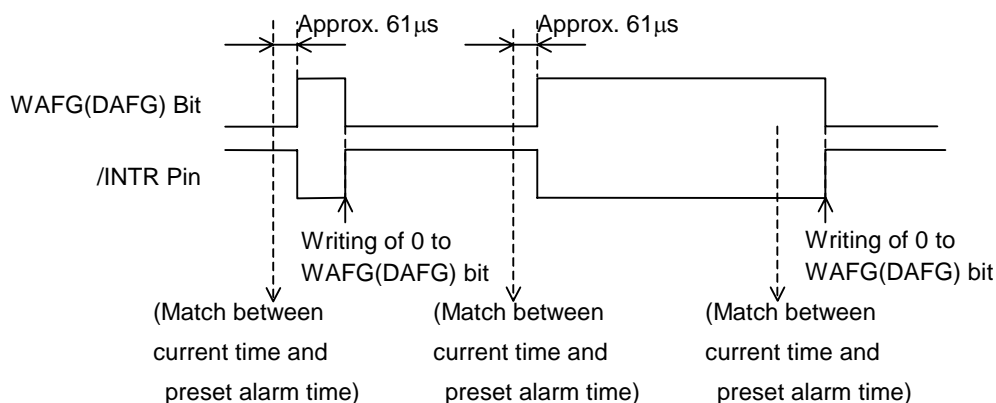 Approx. 61μs
Approx. 61μs
WAFG(DAFG) Bit
/INTR Pin
Writing of 0 to
WAFG(DAFG) bit
Writing of 0 to
WAFG(DAFG) bit
(Match between
current time and
preset alarm time)
(Match between
current time and
preset alarm time)
(Match between
current time and
preset alarm time)